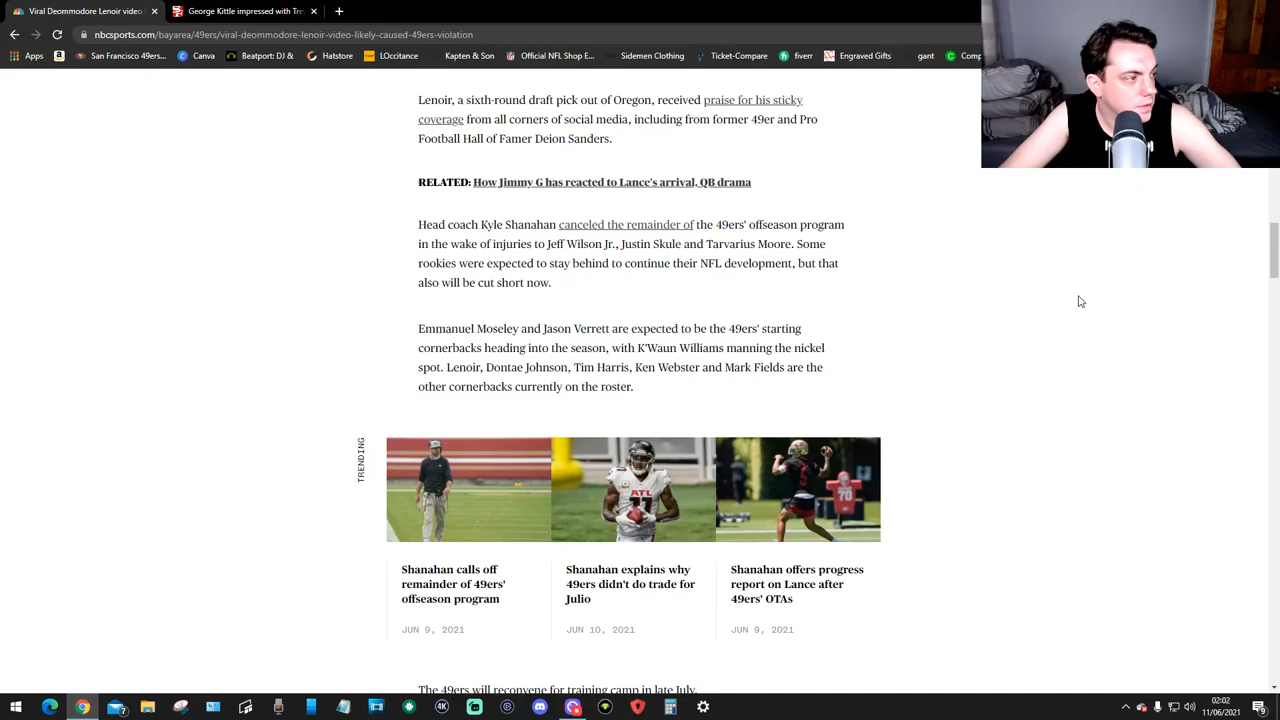 Viral Deommodore Lenoir video
George Kittle impressed with Tre
nbcsports.com/bayarea/49ers/viral-deommodore-lenoir-video-likely-caused-49ers-violation
Apps
San Francisco 49ers...
Canva
Beatport: DJ &
Hatstore
LOccitance
Kapten & Son
Official NFL Shop E...
Sidemen Clothing
Ticket-Compare
fiverr
Engraved Gifts
gant
Comp
Lenoir, a sixth-round draft pick out of Oregon, received praise for his sticky
coverage from all corners of social media, including from former 49er and Pro
Football Hall of Famer Deion Sanders.
RELATED: How Jimmy G has reacted to Lance's arrival, QB drama
Head coach Kyle Shanahan canceled the remainder of the 49ers' offseason program
in the wake of injuries to Jeff Wilson Jr., Justin Skule and Tarvarius Moore. Some
rookies were expected to stay behind to continue their NFL development, but that
also will be cut short now.
Emmanuel Moseley and Jason Verrett are expected to be the 49ers' starting
cornerbacks heading into the season, with K'Waun Williams manning the nickel
spot. Lenoir, Dontae Johnson, Tim Harris, Ken Webster and Mark Fields are the
other cornerbacks currently on the roster.
TRENDING
ATL
11
5
70
Shanahan calls off
remainder of 49ers'
offseason program
JUN 9, 2021
Shanahan explains why
49ers didn't do trade for
Julio
JUN 10, 2021
Shanahan offers progress
report on Lance after
49ers' OTAs
JUN 9, 2021
The 49ers will reconvene for training camp in late July.
7
4K
02:02
11/06/2021